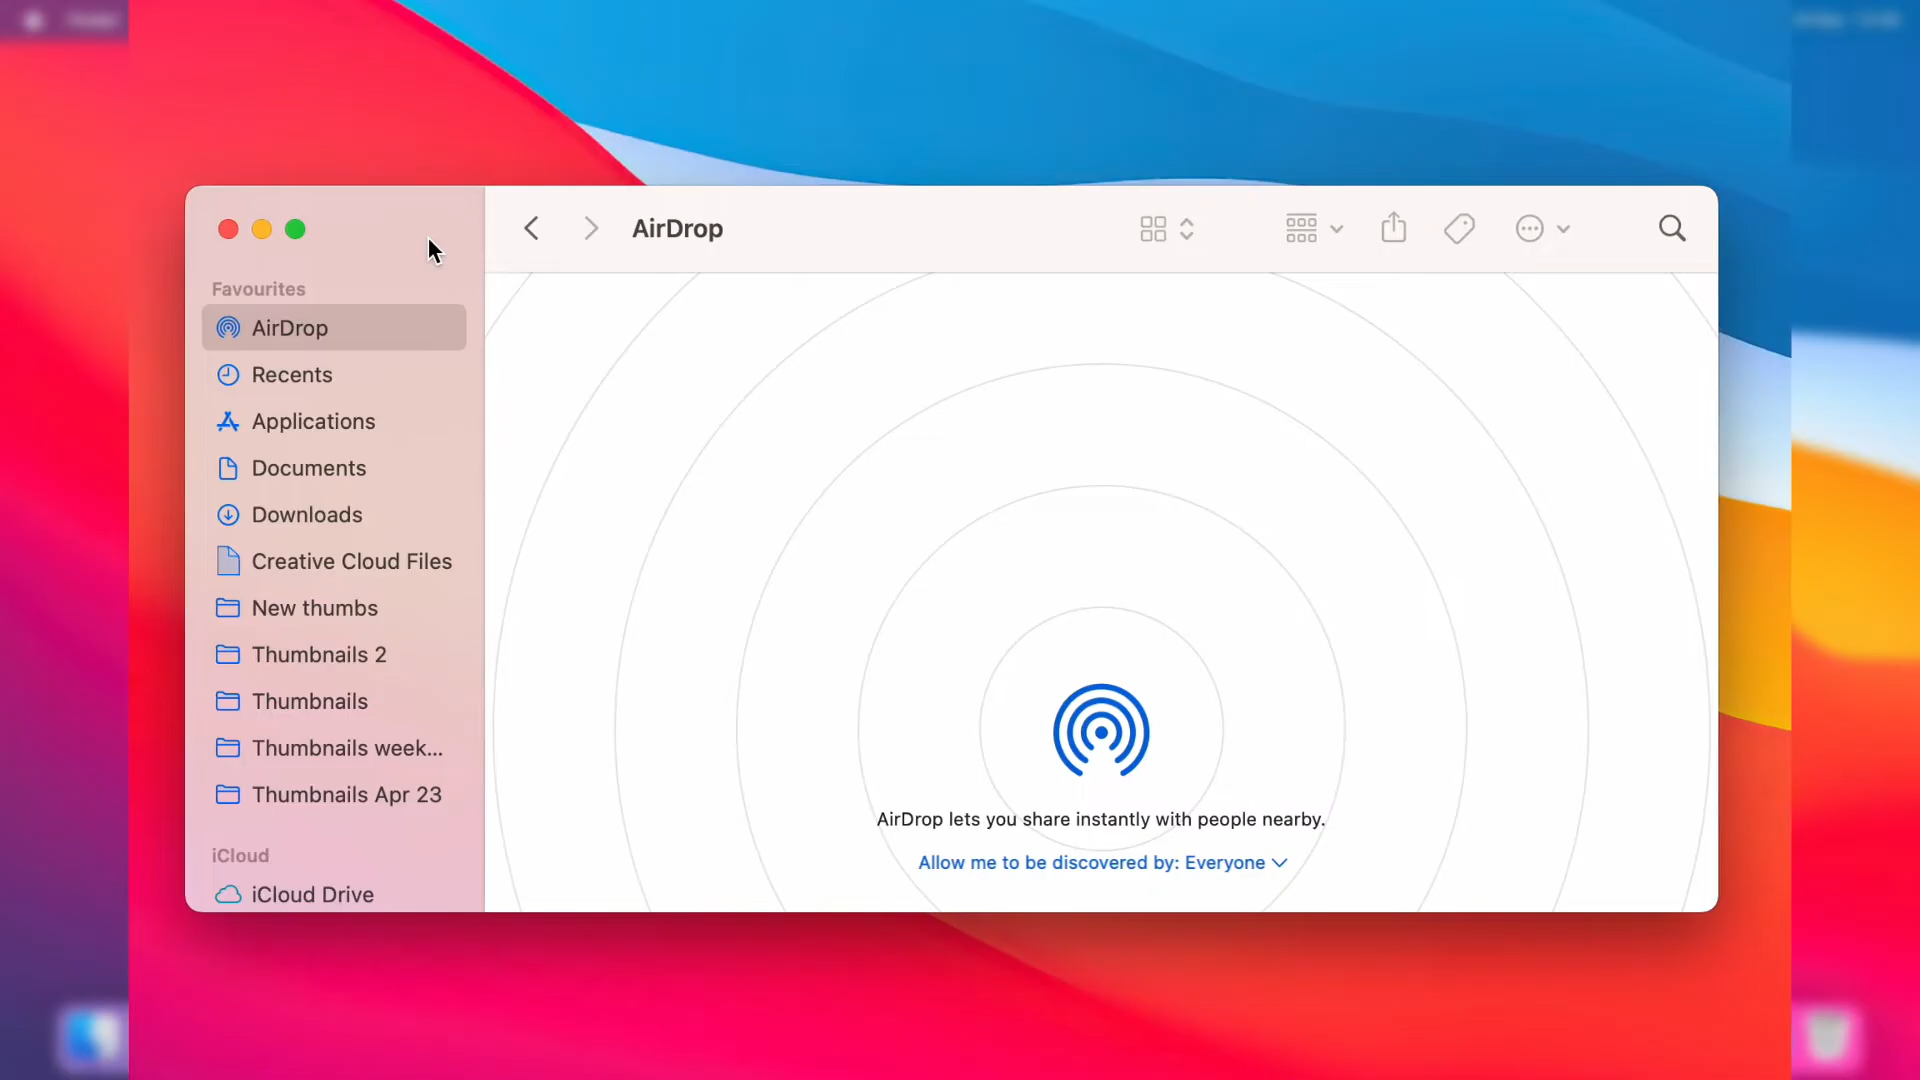 AirDrop
Favourites
AirDrop
Recents
Applications
Documents
Downloads
Creative Cloud Files
New thumbs
Thumbnails 2
Thumbnails
Thumbnails week...
Thumbnails Apr 23
iCloud
iCloud Drive
AirDrop lets you share instantly with people nearby.
Allow me to be discovered by: Everyone